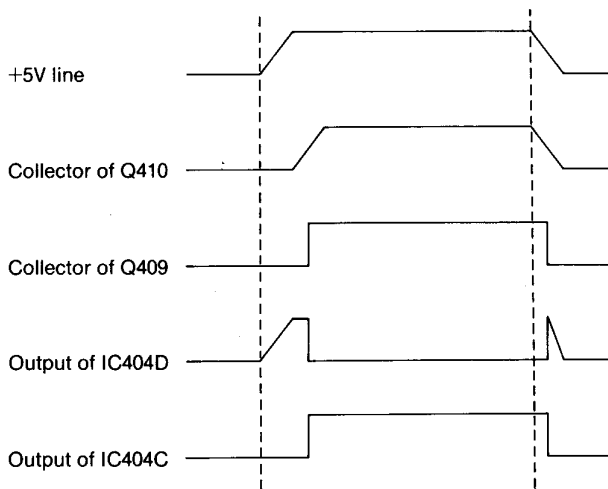 +5V line
Collector of Q410
Collector of Q409
Output of IC404D
Output of IC404C